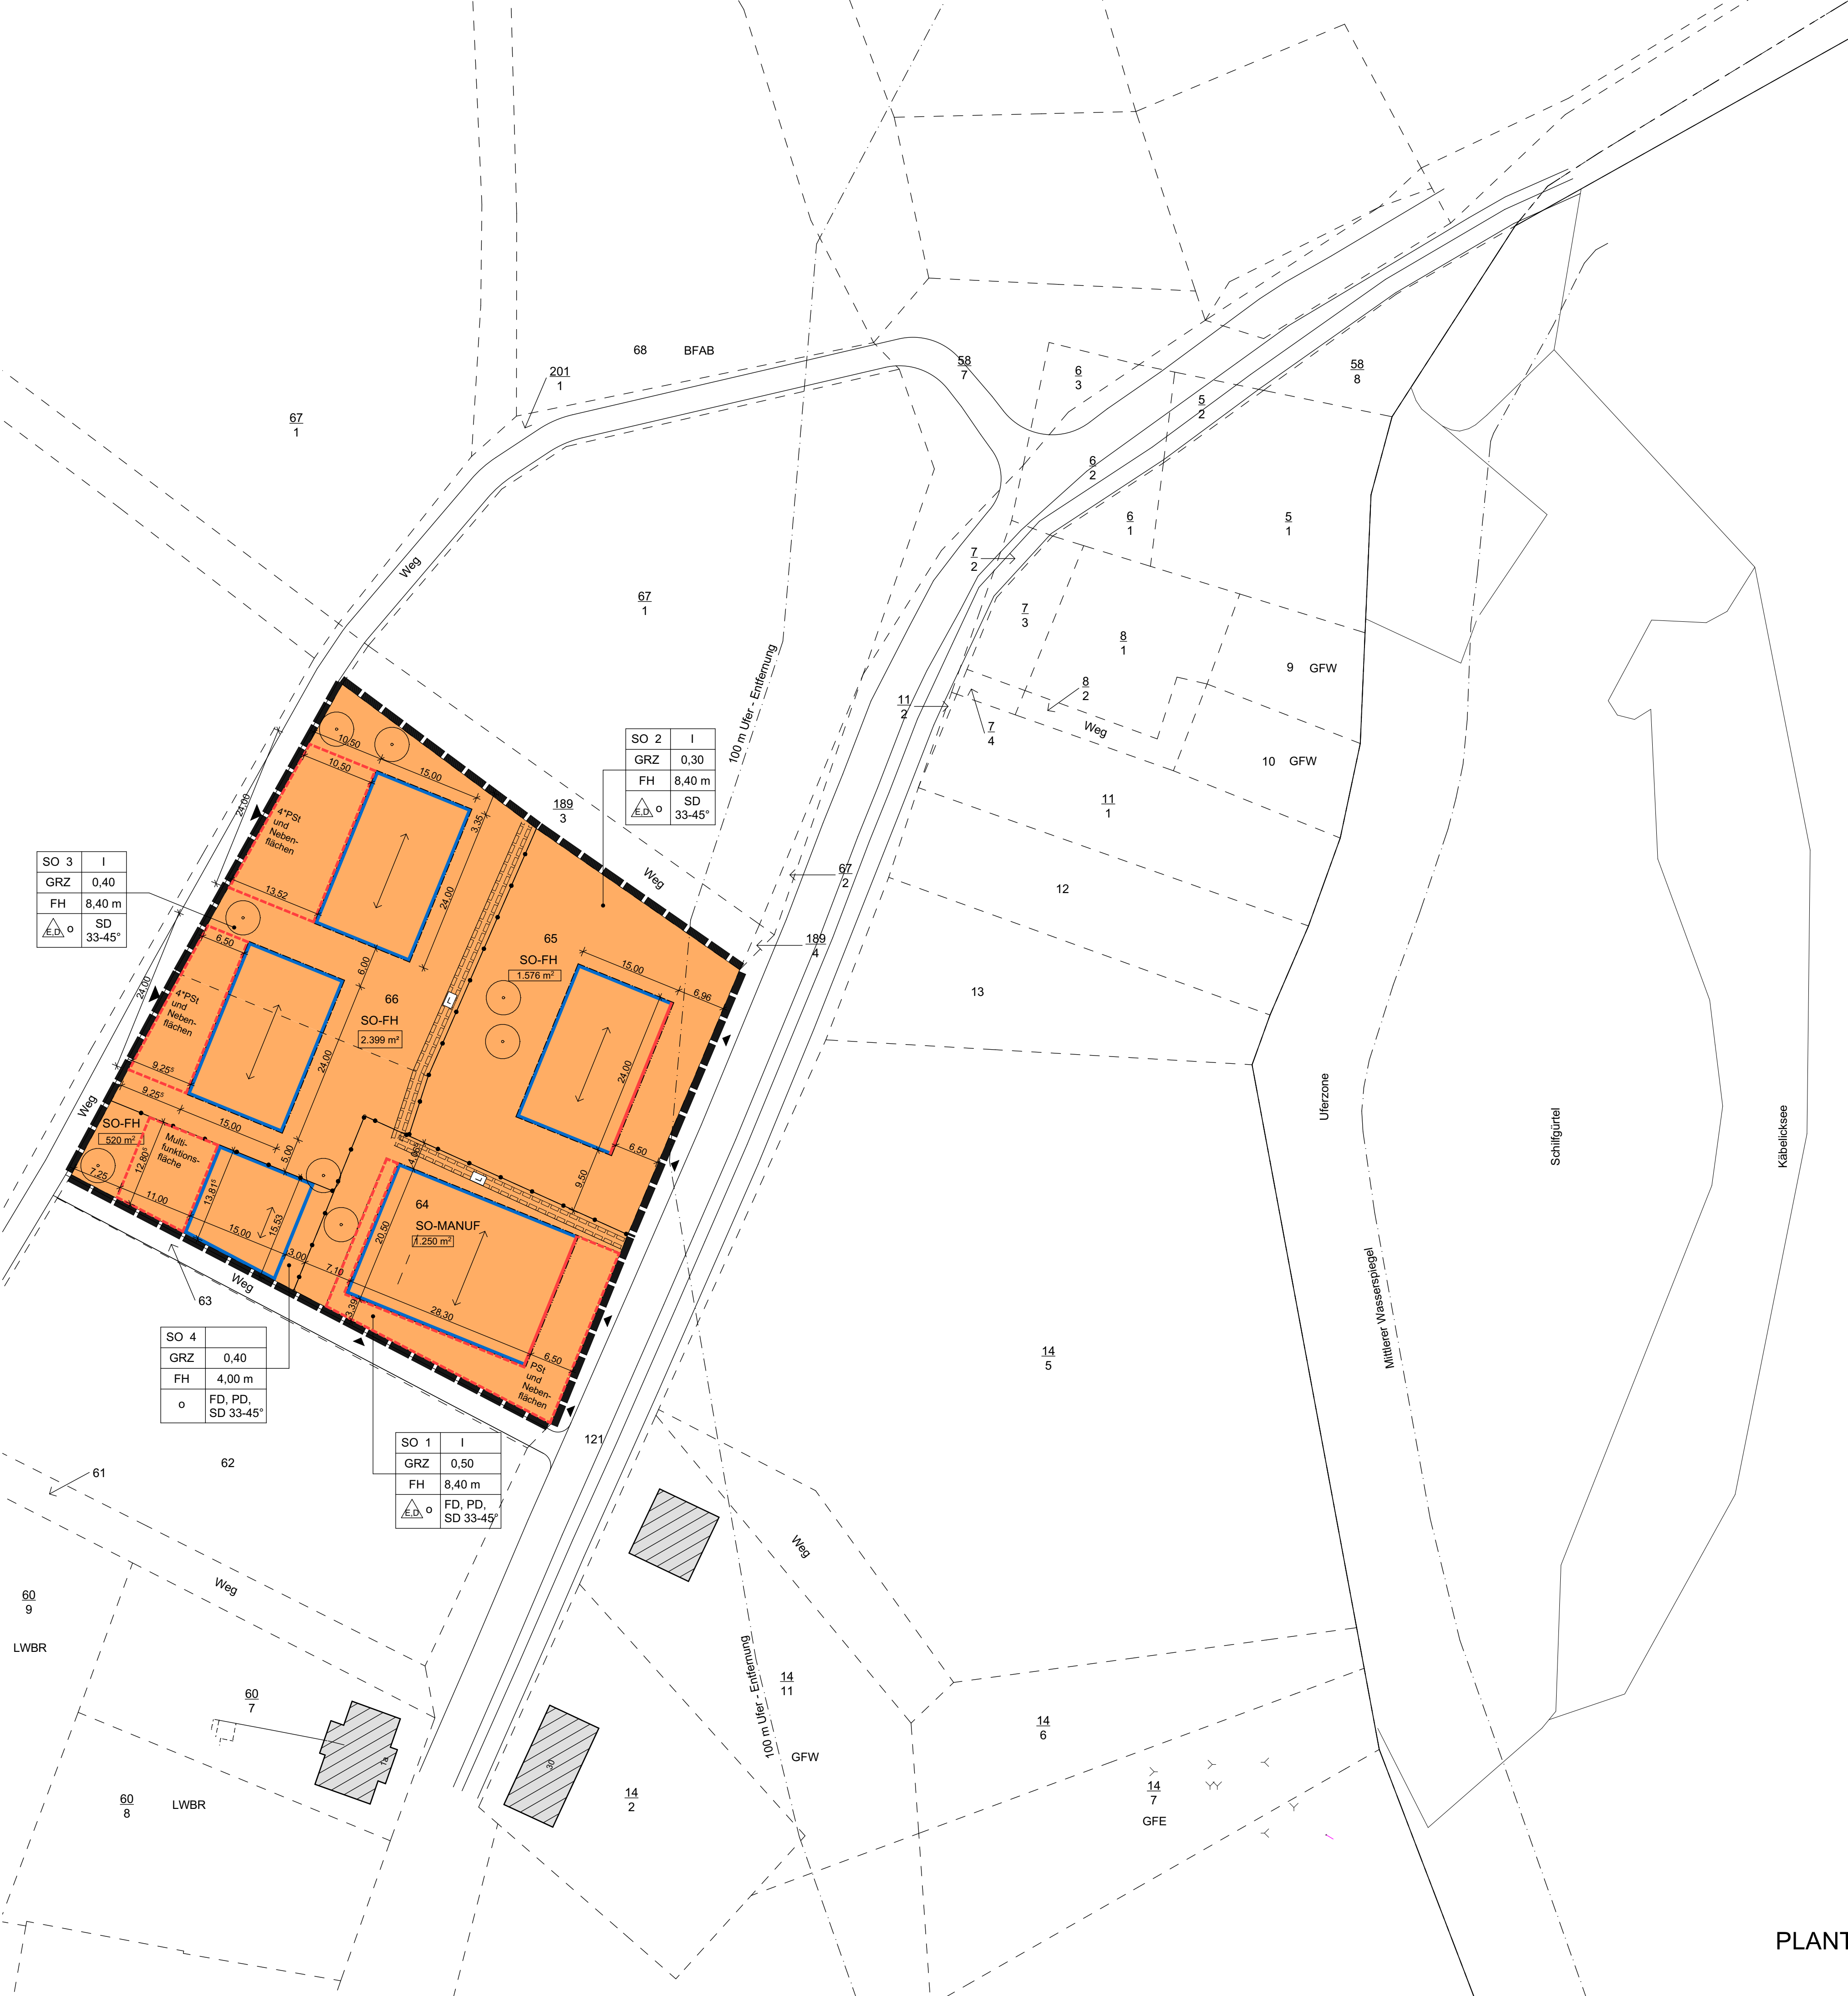 68 BFAB
201
1
67
1
58
7
6
3
58
8
5
2
6
2
6
1
5
1
7
2
Weg
67
1
7
3
8
1
9 GFW
8
2
11
2
7
4
Weg
10 GFW
100 m Ufer - Entfernung
SO 2 I
GRZ 0,30
FH 8,40 m
E,D o SD
33-45°
189
3
11
1
Weg
67
2
12
189
4
13
SO 3 I
GRZ 0,40
FH 8,40 m
E,D o SD
33-45°
10,50
10,50
15,00
3,35
24,00
4*PSt
und
Neben-
flächen
24,00
13,52
6,50
6,00
65
SO-FH
1.576 m²
15,00
6,96
24,00
4*PSt
und
Neben-
flächen
66
SO-FH
2.399 m²
L
24,00
24,00
9,25⁵
9,25⁵
15,00
5,00
Weg
SO-FH
520 m²
Multi-
funktions-
fläche
12,80⁵
7,25
11,00
13,81⁵
15,00
15,53
3,00
7,10
6,50
9,50
L
64
SO-MANUF
1.250 m²
20,50
3,39
28,30
6,50
PSt
und
Neben-
flächen
Weg
63
SO 4
GRZ 0,40
FH 4,00 m
o FD, PD,
SD 33-45°
SO 1 I
GRZ 0,50
FH 8,40 m
E,D o FD, PD,
SD 33-45°
121
62
61
Weg
60
9
LWBR
60
7
1a
60
8
LWBR
30
14
2
Weg
100 m Ufer - Entfernung
14
11
GFW
14
5
14
6
14
7
GFE
Uferzone
Mittlerer Wasserspiegel
Schilfgürtel
Käbelicksee
PLANT